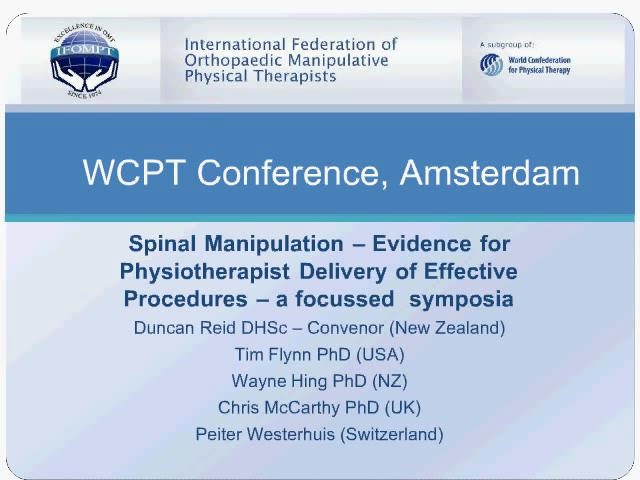 EXCELLENCE IN OMT
IFOMPT
SINCE 1974
International Federation of
Orthopaedic Manipulative
Physical Therapists
A subgroup of:
World Confederation
for Physical Therapy
WCPT Conference, Amsterdam
Spinal Manipulation – Evidence for
Physiotherapist Delivery of Effective
Procedures – a focussed symposia
Duncan Reid DHSc – Convenor (New Zealand)
Tim Flynn PhD (USA)
Wayne Hing PhD (NZ)
Chris McCarthy PhD (UK)
Peiter Westerhuis (Switzerland)